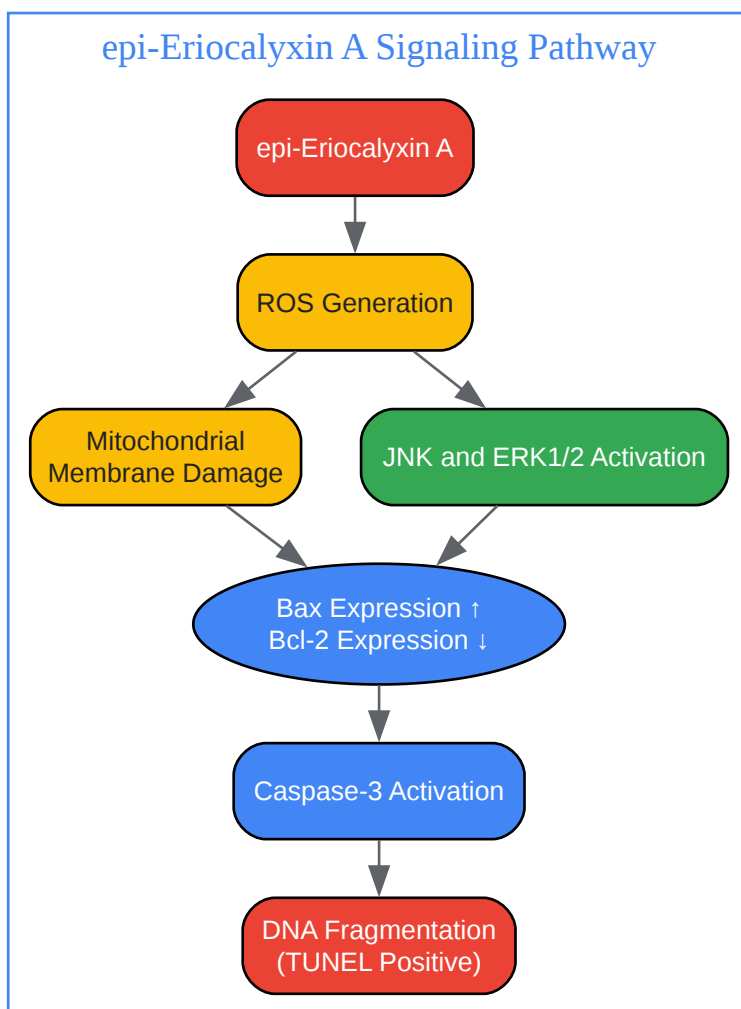 epi-Eriocalyxin A Signaling Pathway
epi-Eriocalyxin A
ROS Generation
Mitochondrial
Membrane Damage
JNK and ERK1/2 Activation
Bax Expression ↑
Bcl-2 Expression ↓
Caspase-3 Activation
DNA Fragmentation
(TUNEL Positive)